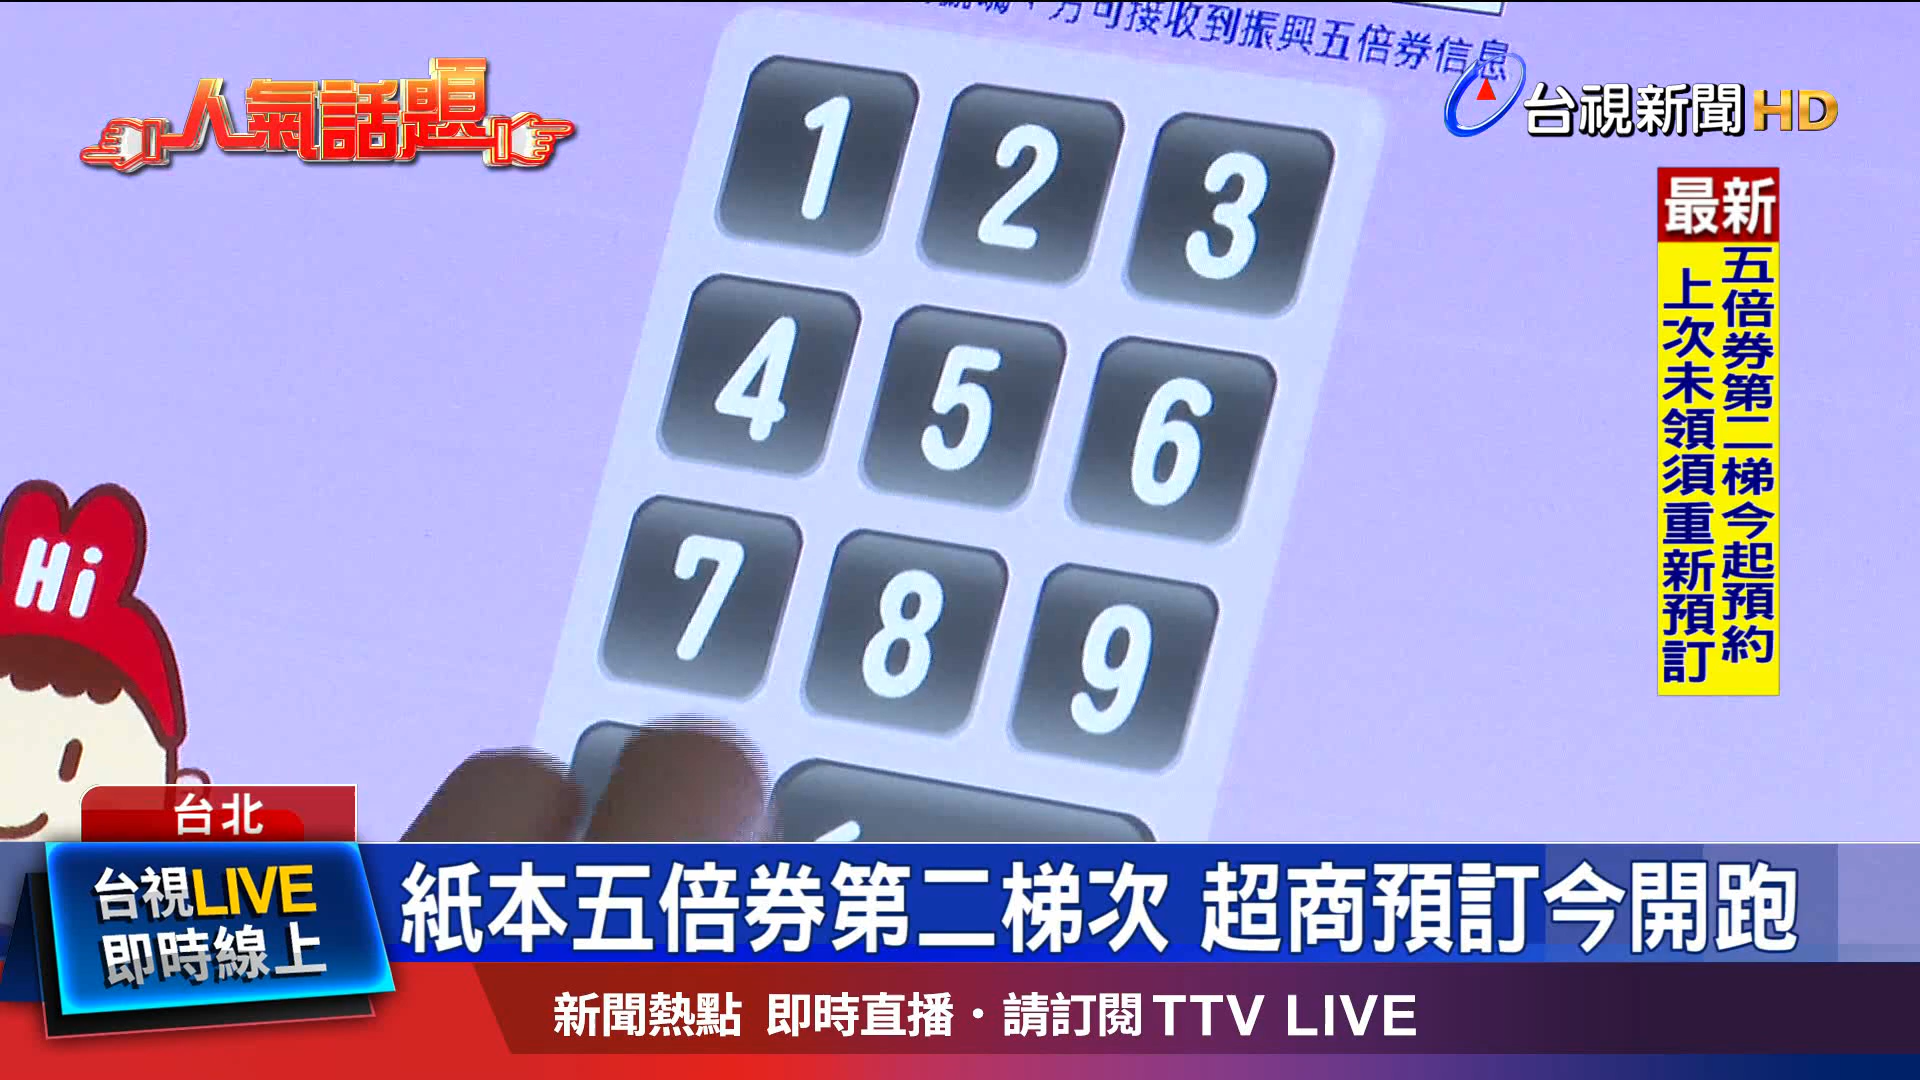 方可接收到振興五倍券信息
人氣話題
台視新聞HD
最新
五倍券第二梯今起預約
上次未領須重新預訂
1 2 3
4 5 6
7 8 9
Hi
台北
台視LIVE
即時線上
紙本五倍券第二梯次 超商預訂今開跑
新聞熱點 即時直播・請訂閱TTV LIVE